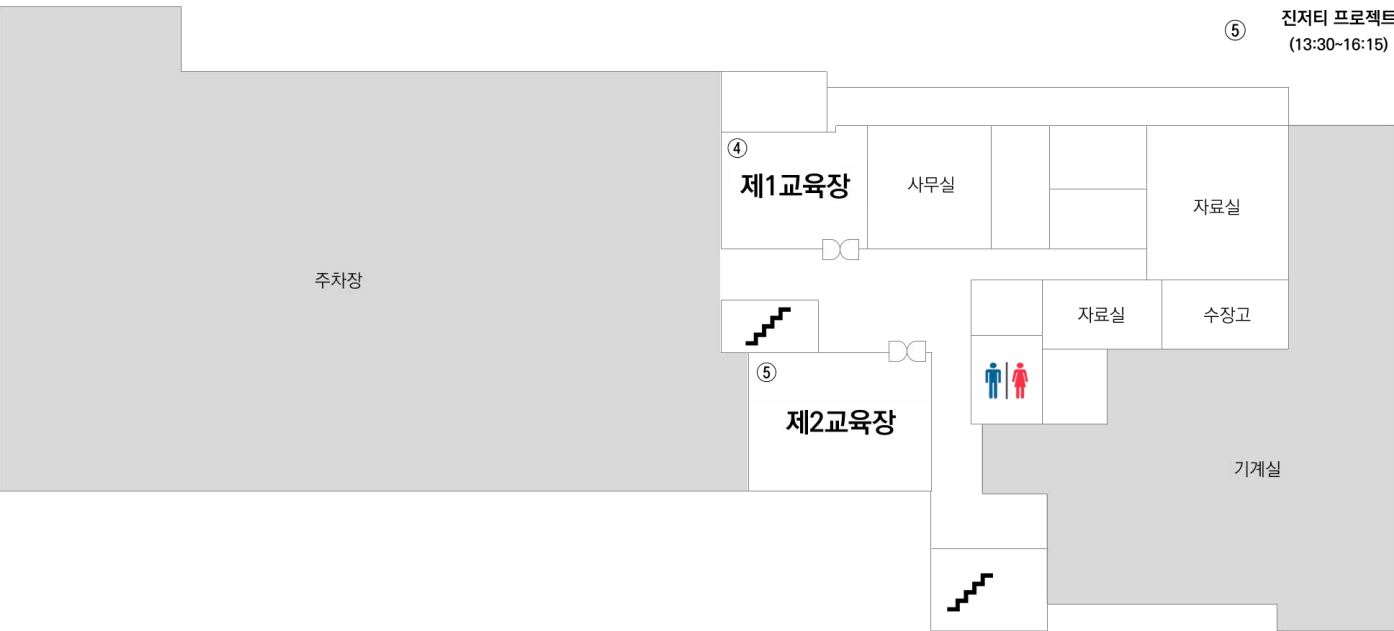 ⑤ 진저티 프로젝트
(13:30~16:15)
④
제1교육장
사무실
자료실
주차장
자료실
수장고
⑤
제2교육장
기계실